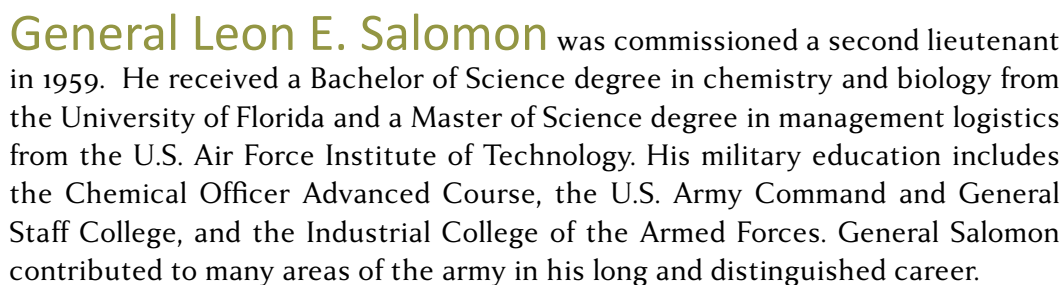 General Leon E. Salomon was commissioned a second lieutenant
in 1959. He received a Bachelor of Science degree in chemistry and biology from
the University of Florida and a Master of Science degree in management logistics
from the U.S. Air Force Institute of Technology. His military education includes
the Chemical Officer Advanced Course, the U.S. Army Command and General
Staff College, and the Industrial College of the Armed Forces. General Salomon
contributed to many areas of the army in his long and distinguished career.